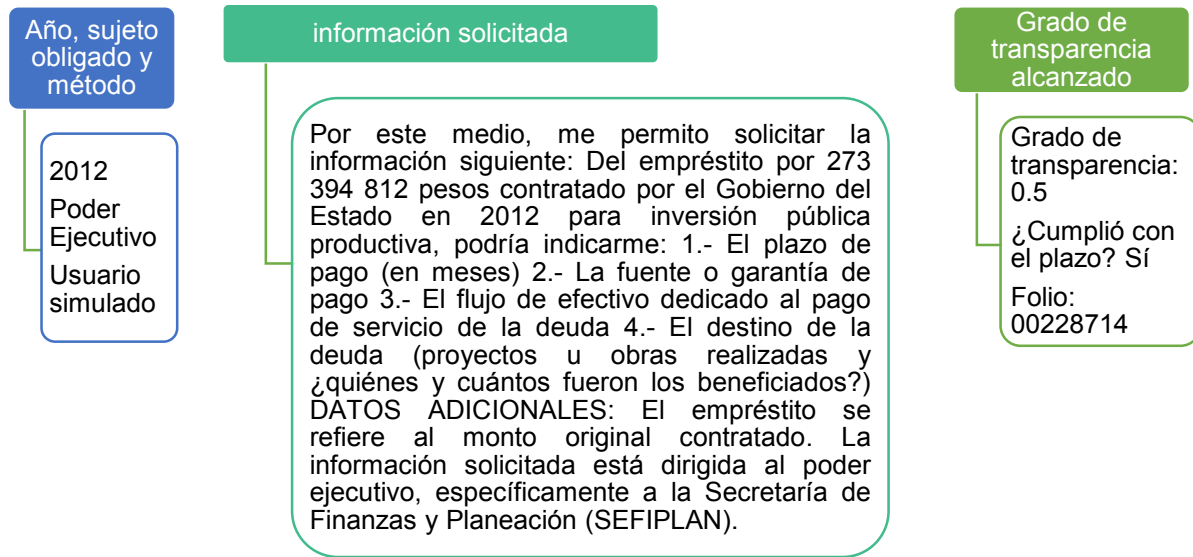 Año, sujeto
obligado y
método
2012
Poder
Ejecutivo
Usuario
simulado
información solicitada
Por este medio, me permito solicitar la
información siguiente: Del empréstito por 273
394 812 pesos contratado por el Gobierno del
Estado en 2012 para inversión pública
productiva, podría indicarme: 1.- El plazo de
pago (en meses) 2.- La fuente o garantía de
pago 3.- El flujo de efectivo dedicado al pago
de servicio de la deuda 4.- El destino de la
deuda (proyectos u obras realizadas y
¿quiénes y cuántos fueron los beneficiados?)
DATOS ADICIONALES: El empréstito se
refiere al monto original contratado. La
información solicitada está dirigida al poder
ejecutivo, específicamente a la Secretaría de
Finanzas y Planeación (SEFIPLAN).
Grado de
transparencia
alcanzado
Grado de
transparencia:
0.5
¿Cumplió con
el plazo? Sí
Folio:
00228714